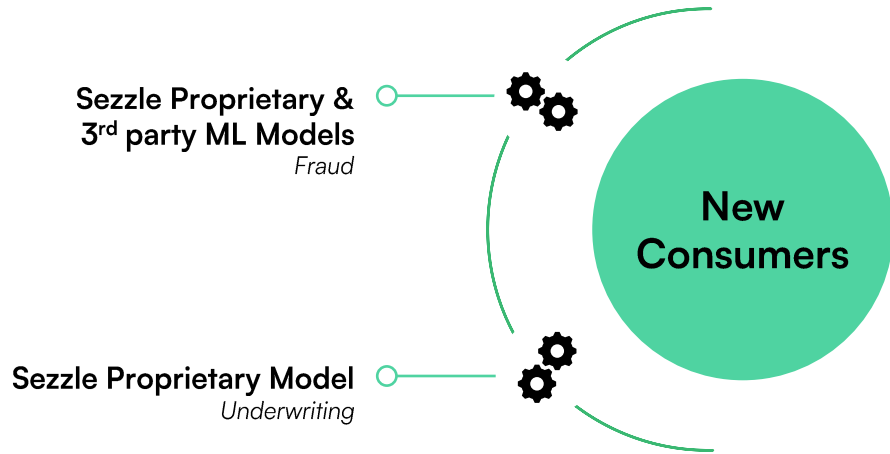 Sezzle Proprietary &
3rd party ML Models
Fraud
New
Consumers
Sezzle Proprietary Model
Underwriting